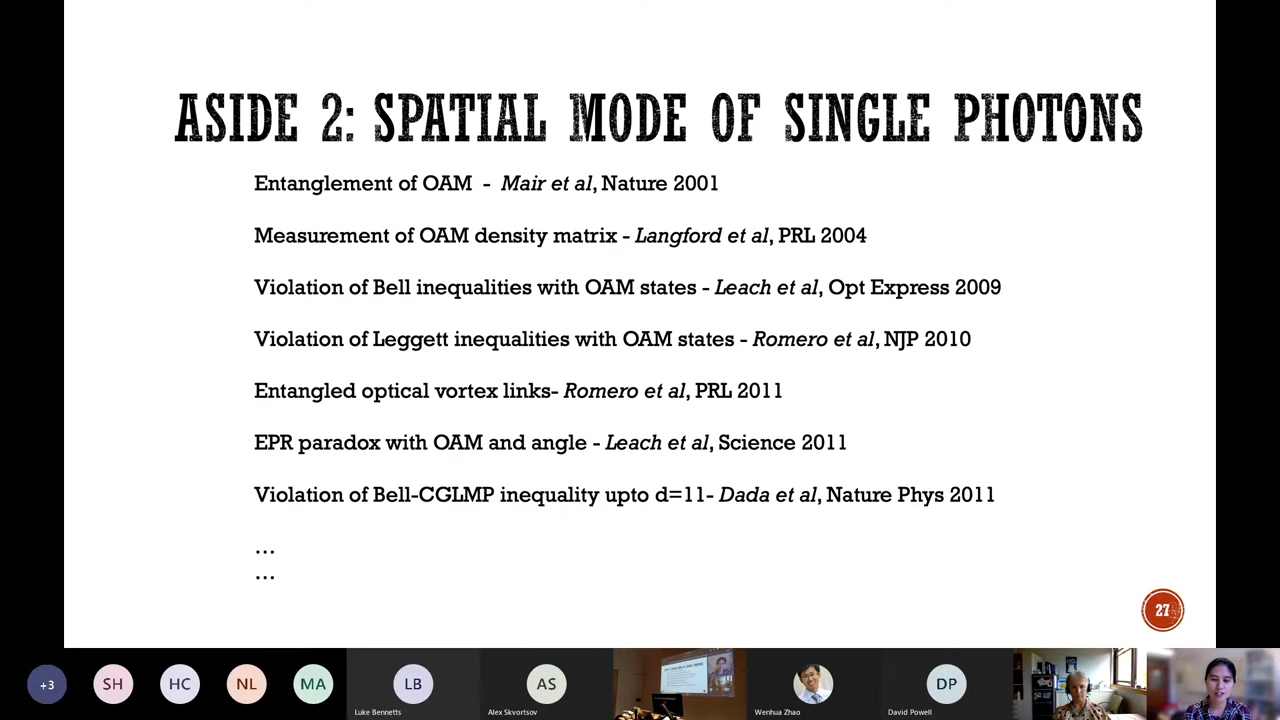 ASIDE 2: SPATIAL MODE OF SINGLE PHOTONS
Entanglement of OAM - Mair et al, Nature 2001
Measurement of OAM density matrix - Langford et al, PRL 2004
Violation of Bell inequalities with OAM states - Leach et al, Opt Express 2009
Violation of Leggett inequalities with OAM states - Romero et al, NJP 2010
Entangled optical vortex links- Romero et al, PRL 2011
EPR paradox with OAM and angle - Leach et al, Science 2011
Violation of Bell-CGLMP inequality upto d=11- Dada et al, Nature Phys 2011
...
...
27
+3 SH HC NL MA LB AS DP
Luke Bennetts Alex Skvortsov Wenhua Zhao David Powell